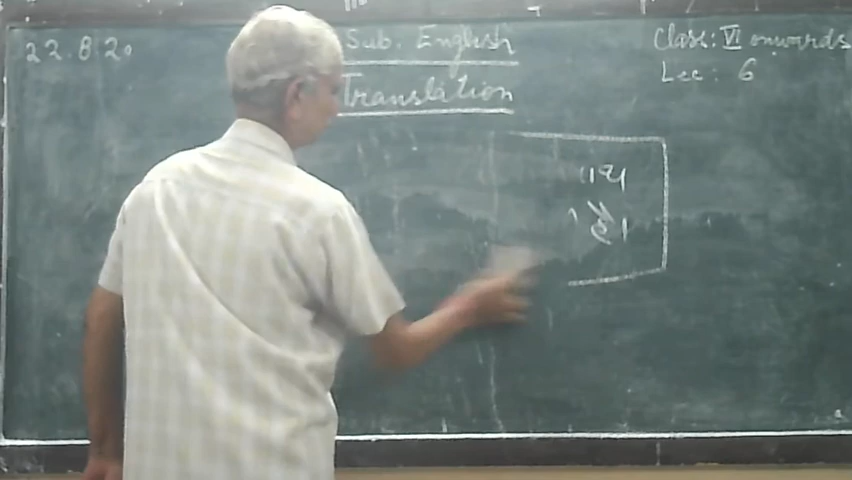 22.8.20
Sub. English
Class: VI onwards
Lec: 6
Translation